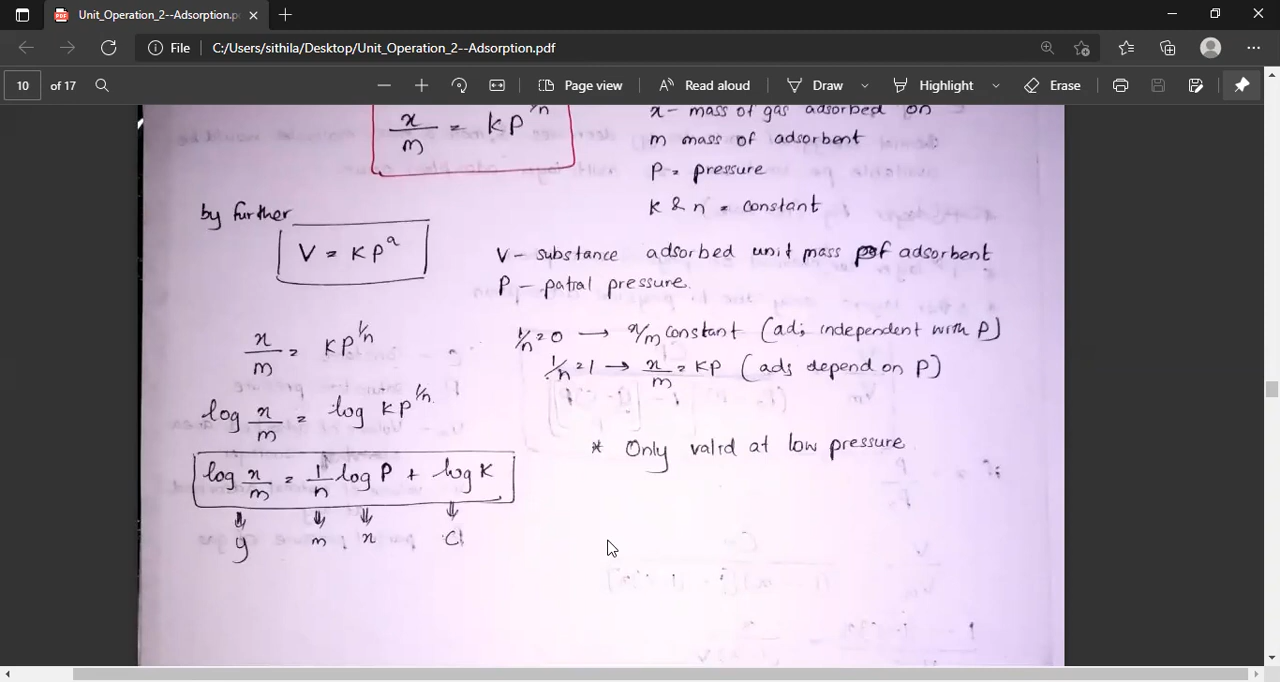 Unit_Operation_2--Adsorption.p
File C:/Users/sithila/Desktop/Unit_Operation_2--Adsorption.pdf
10 of 17 Page view Read aloud Draw Highlight Erase
x/m = KP^1/n
x - mass of gas adsorbed on
m mass of adsorbent
P = pressure
K & n = constant
by further
V = KP^a
V - substance adsorbed unit mass of adsorbent
P - patral pressure.
x/m = KP^1/n
1/n = 0 → x/m constant (ad; independent with P)
1/n = 1 → x/m = KP (ads depend on P)
log x/m = log KP^1/n
* Only valid at low pressure
log x/m = 1/n log P + log K
y m x C